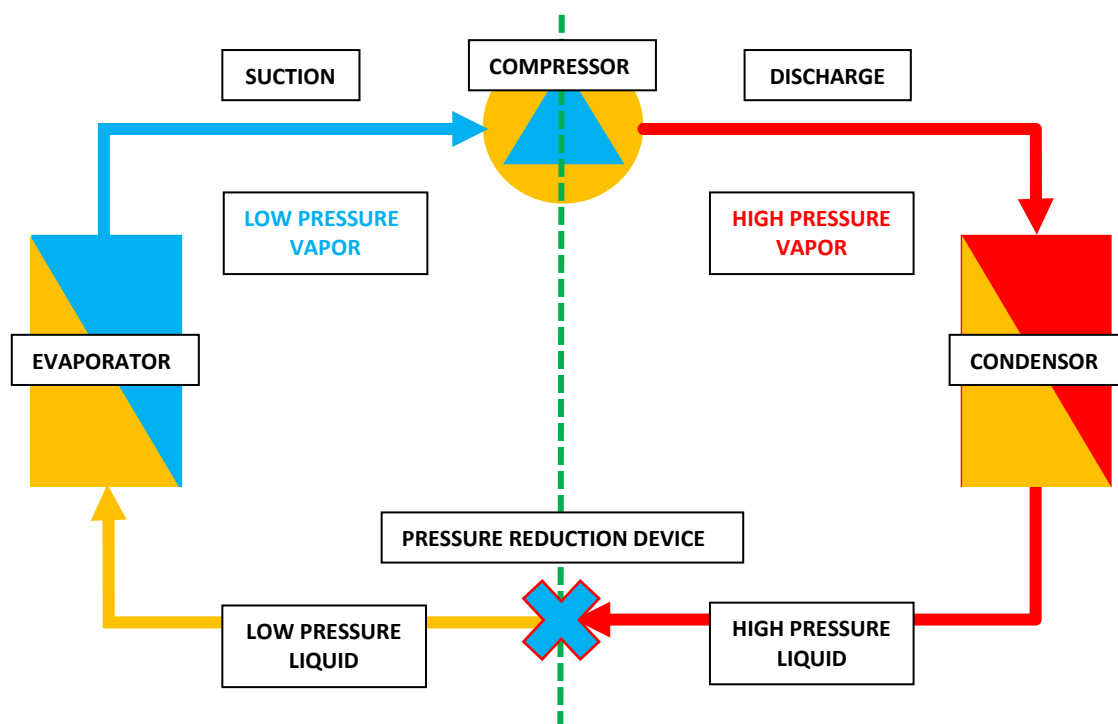 SUCTION
COMPRESSOR
DISCHARGE
LOW PRESSURE
VAPOR
HIGH PRESSURE
VAPOR
EVAPORATOR
CONDENSOR
PRESSURE REDUCTION DEVICE
LOW PRESSURE
LIQUID
HIGH PRESSURE
LIQUID